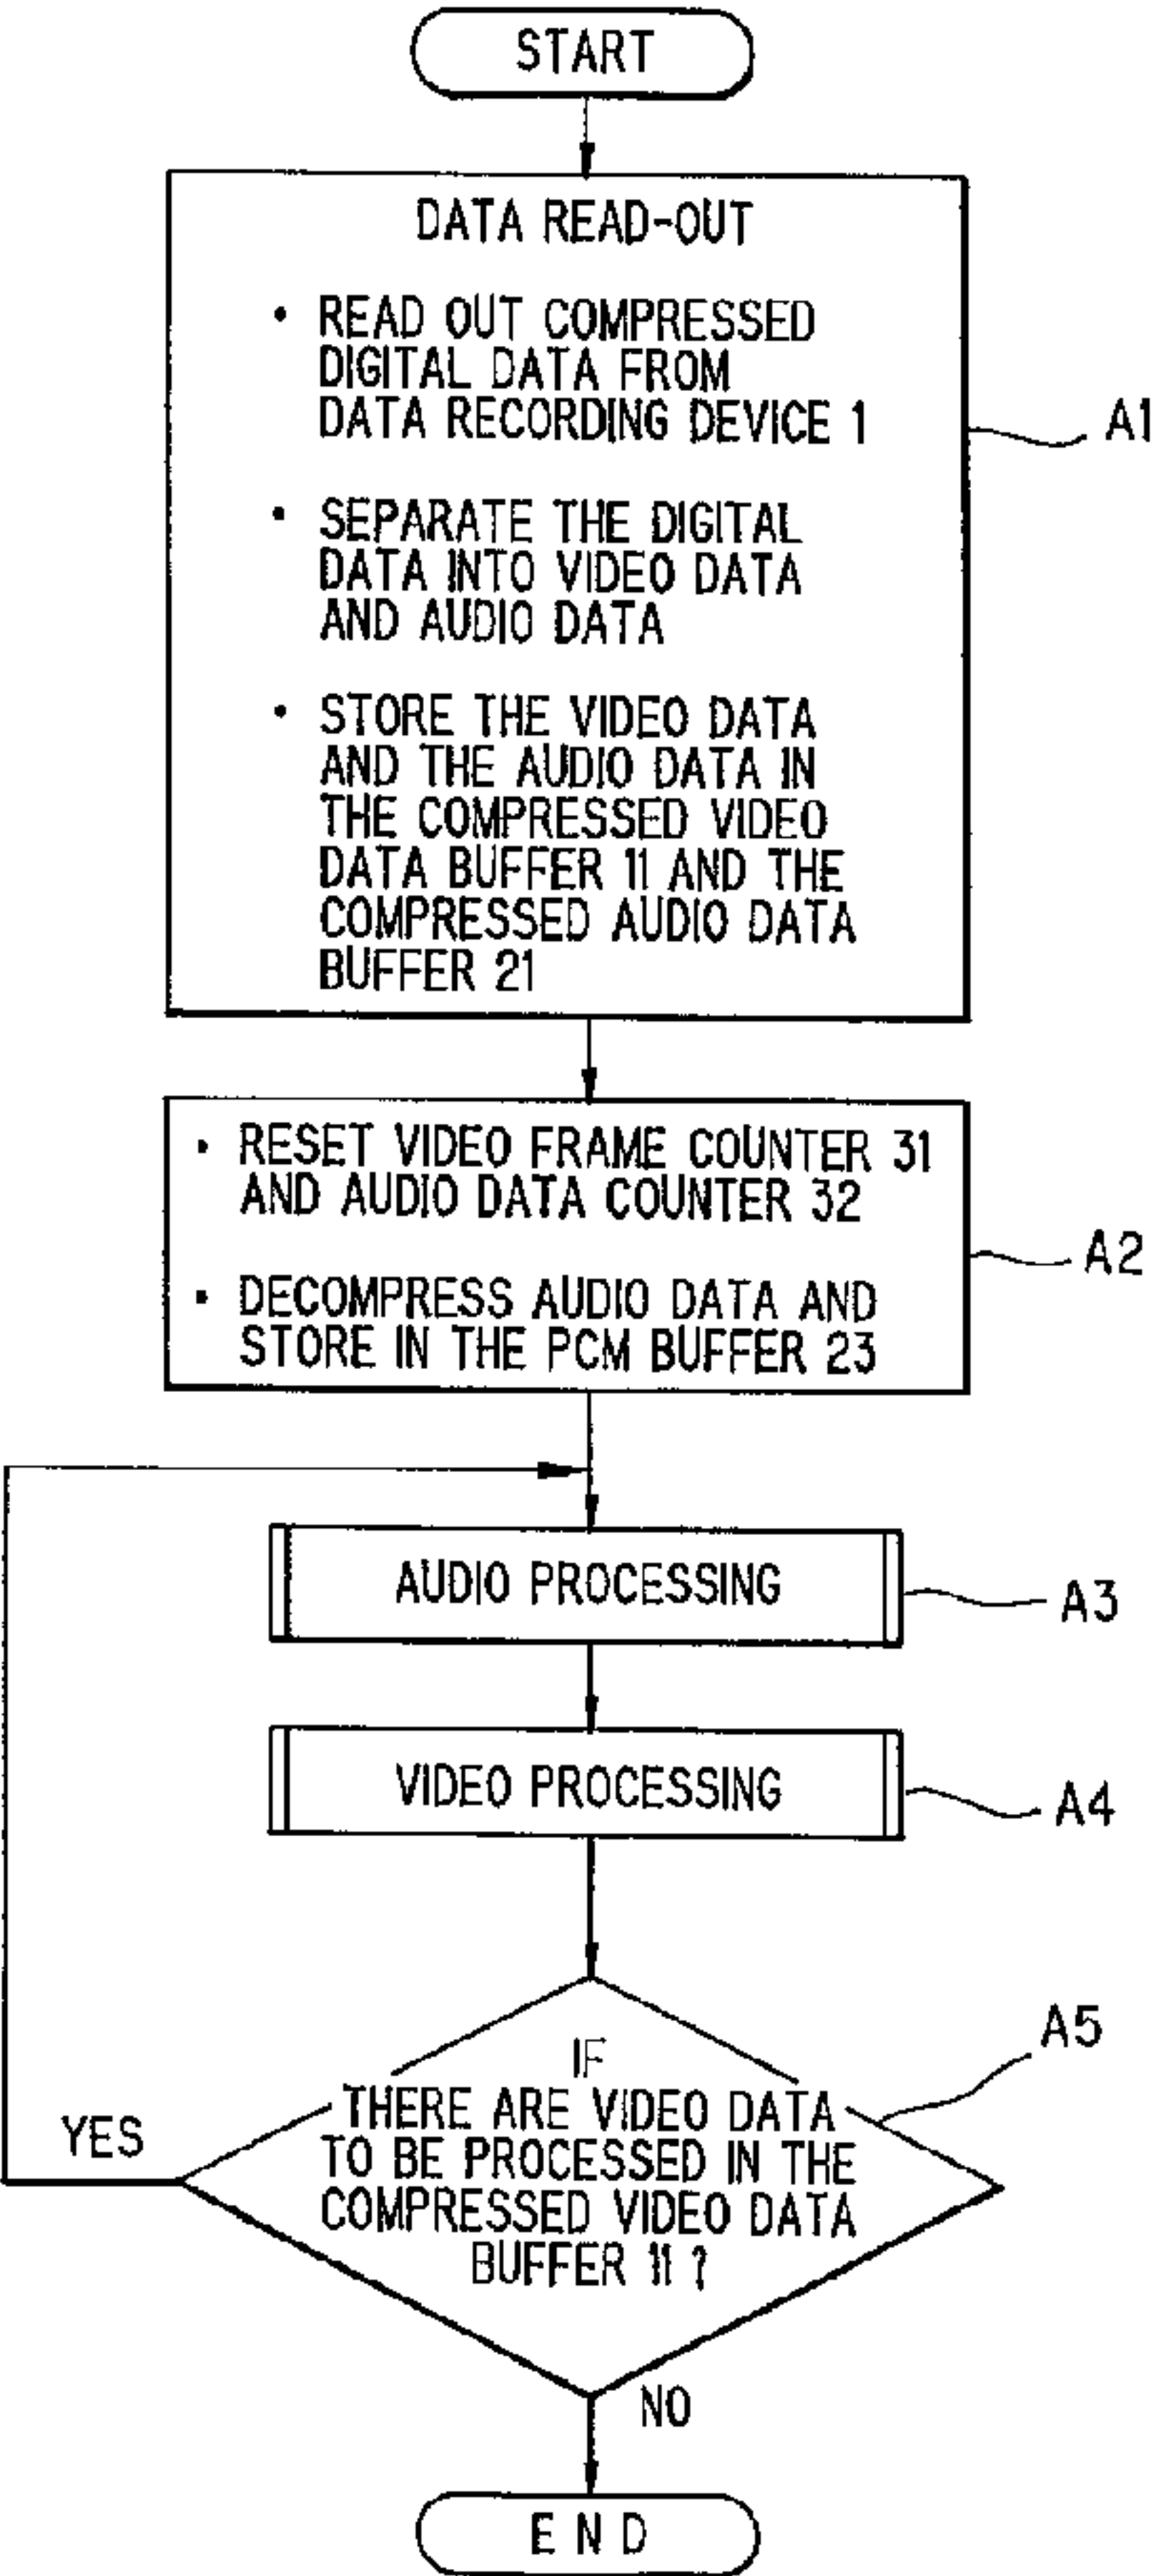 START
DATA READ-OUT
• READ OUT COMPRESSED
DIGITAL DATA FROM
DATA RECORDING DEVICE 1
A1
• SEPARATE THE DIGITAL
DATA INTO VIDEO DATA
AND AUDIO DATA
• STORE THE VIDEO DATA
AND THE AUDIO DATA IN
THE COMPRESSED VIDEO
DATA BUFFER 11 AND THE
COMPRESSED AUDIO DATA
BUFFER 21
• RESET VIDEO FRAME COUNTER 31
AND AUDIO DATA COUNTER 32
A2
• DECOMPRESS AUDIO DATA AND
STORE IN THE PCM BUFFER 23
AUDIO PROCESSING
A3
VIDEO PROCESSING
A4
A5
IF
THERE ARE VIDEO DATA
TO BE PROCESSED IN THE
COMPRESSED VIDEO DATA
BUFFER 11 ?
YES
NO
END